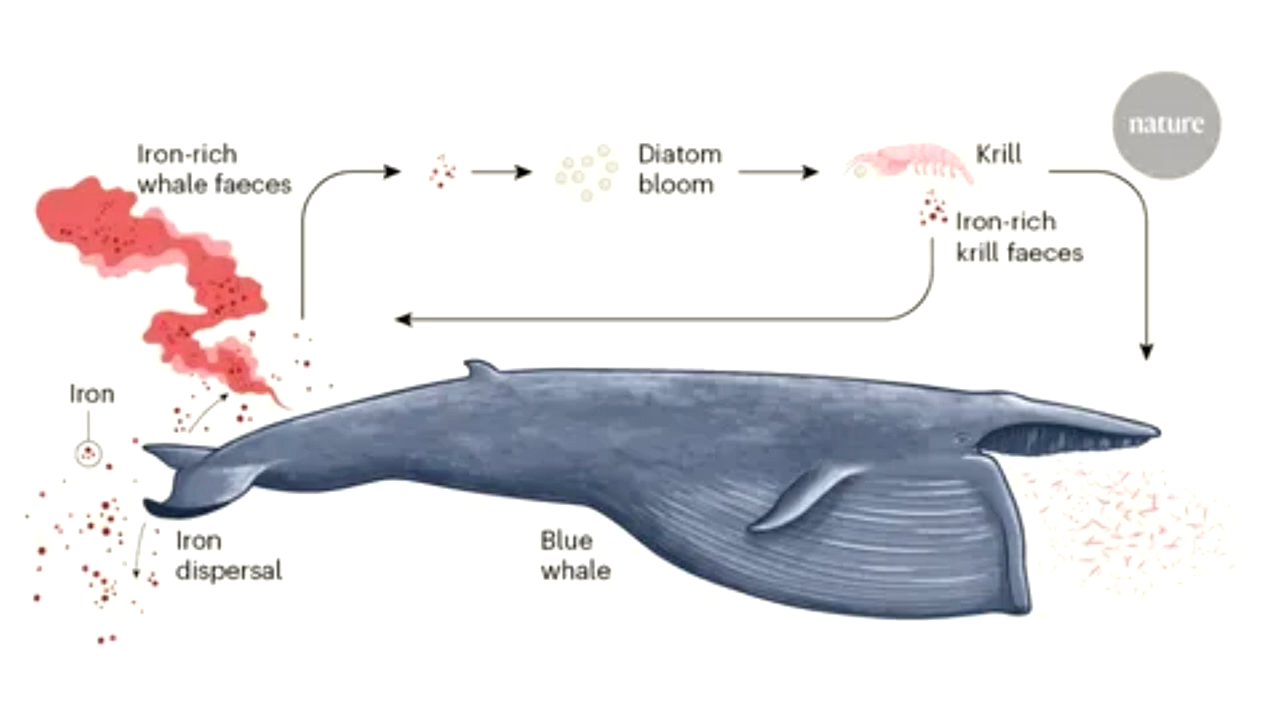 nature
Iron-rich
whale faeces
Diatom
bloom
Krill
Iron-rich
krill faeces
Iron
Iron
dispersal
Blue
whale